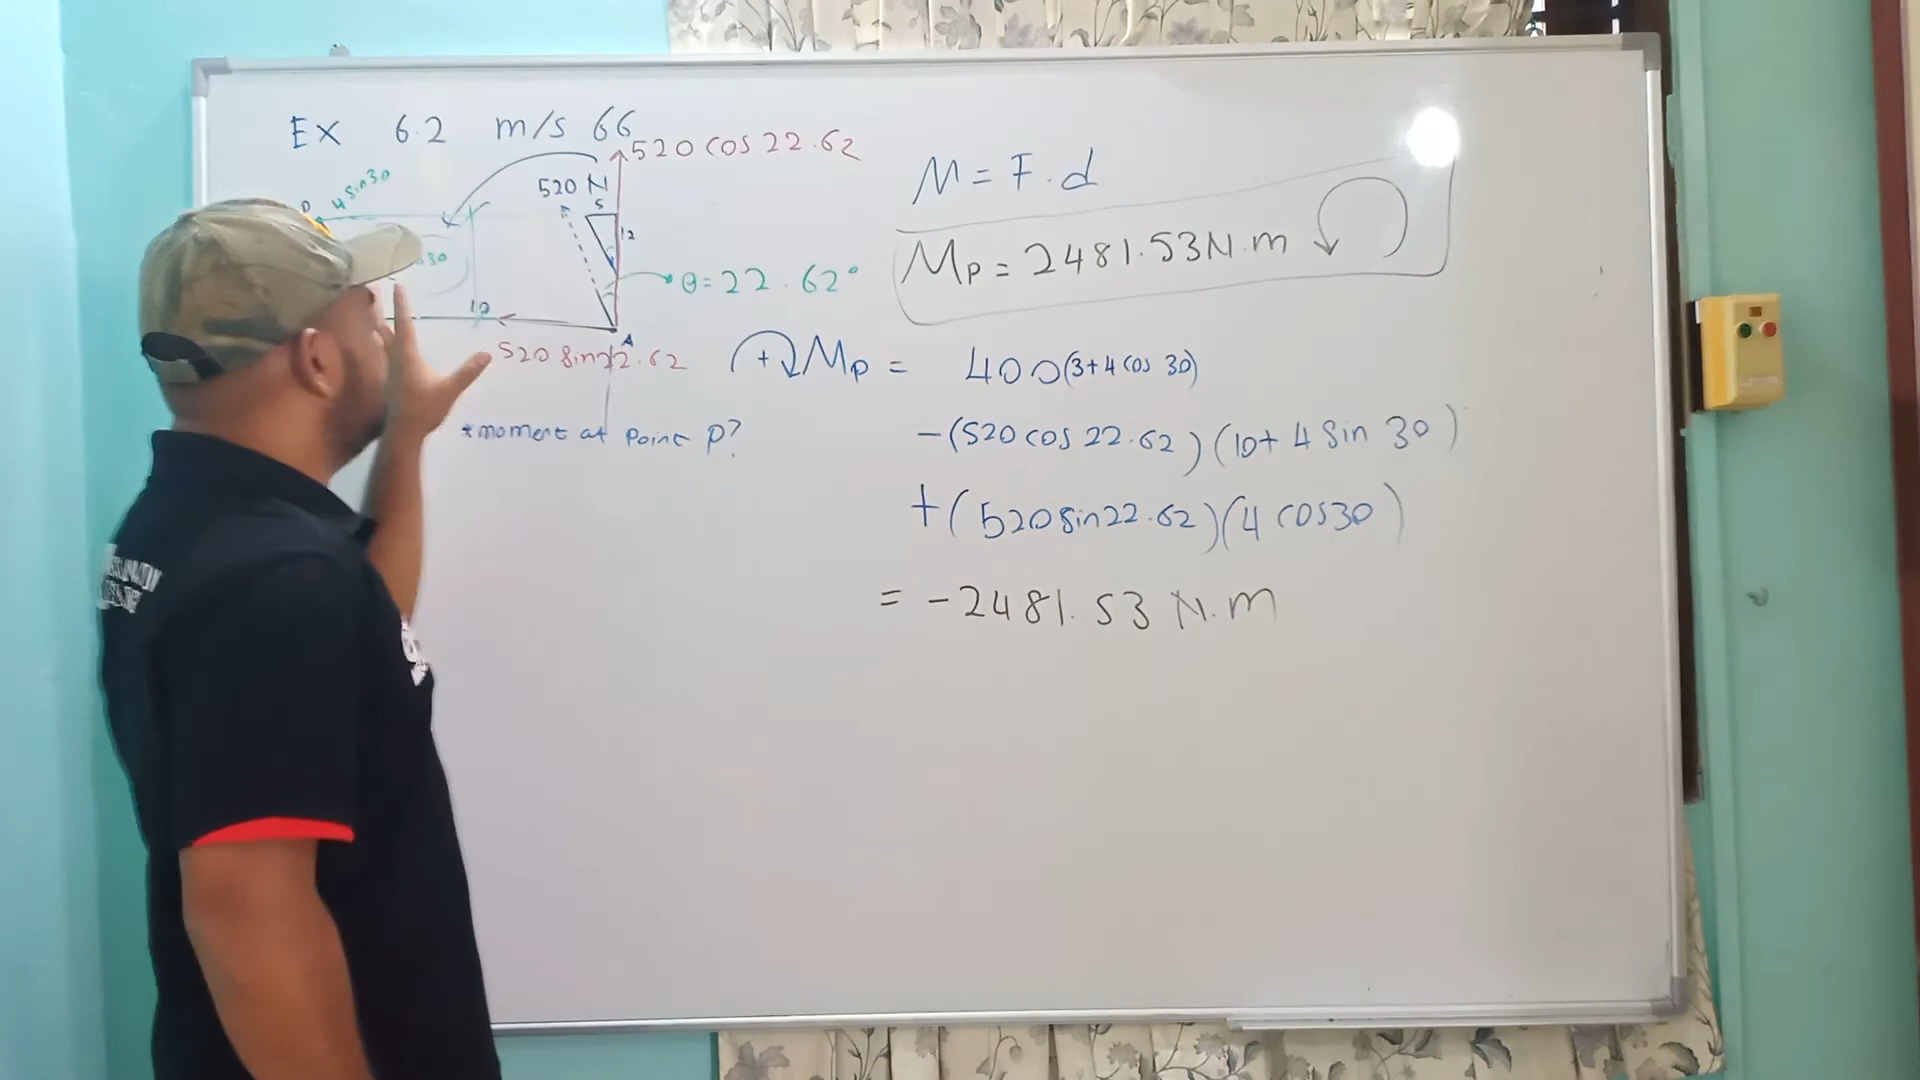 Ex 6.2 m/s 66
520 cos 22.62
4 sin 30
520 N
5
12
30
θ = 22.62°
10
A
520 sin 22.62
*moment at point P?
M = F.d
Mp = 2481.53 N.m
+ Mp = 400(3+4 cos 30)
-(520 cos 22.62)(10+4 sin 30)
+(520 sin 22.62)(4 cos 30)
= -2481.53 N.m